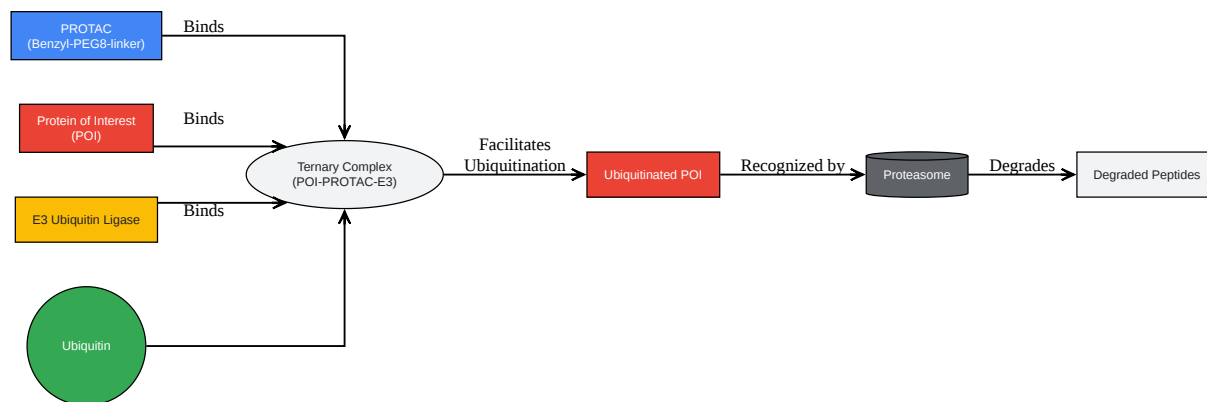 PROTAC
(Benzyl-PEG8-linker)
Binds
Protein of Interest
(POI)
Binds
E3 Ubiquitin Ligase
Binds
Ubiquitin
Ternary Complex
(POI-PROTAC-E3)
Facilitates
Ubiquitination
Ubiquitinated POI
Recognized by
Proteasome
Degrades
Degraded Peptides